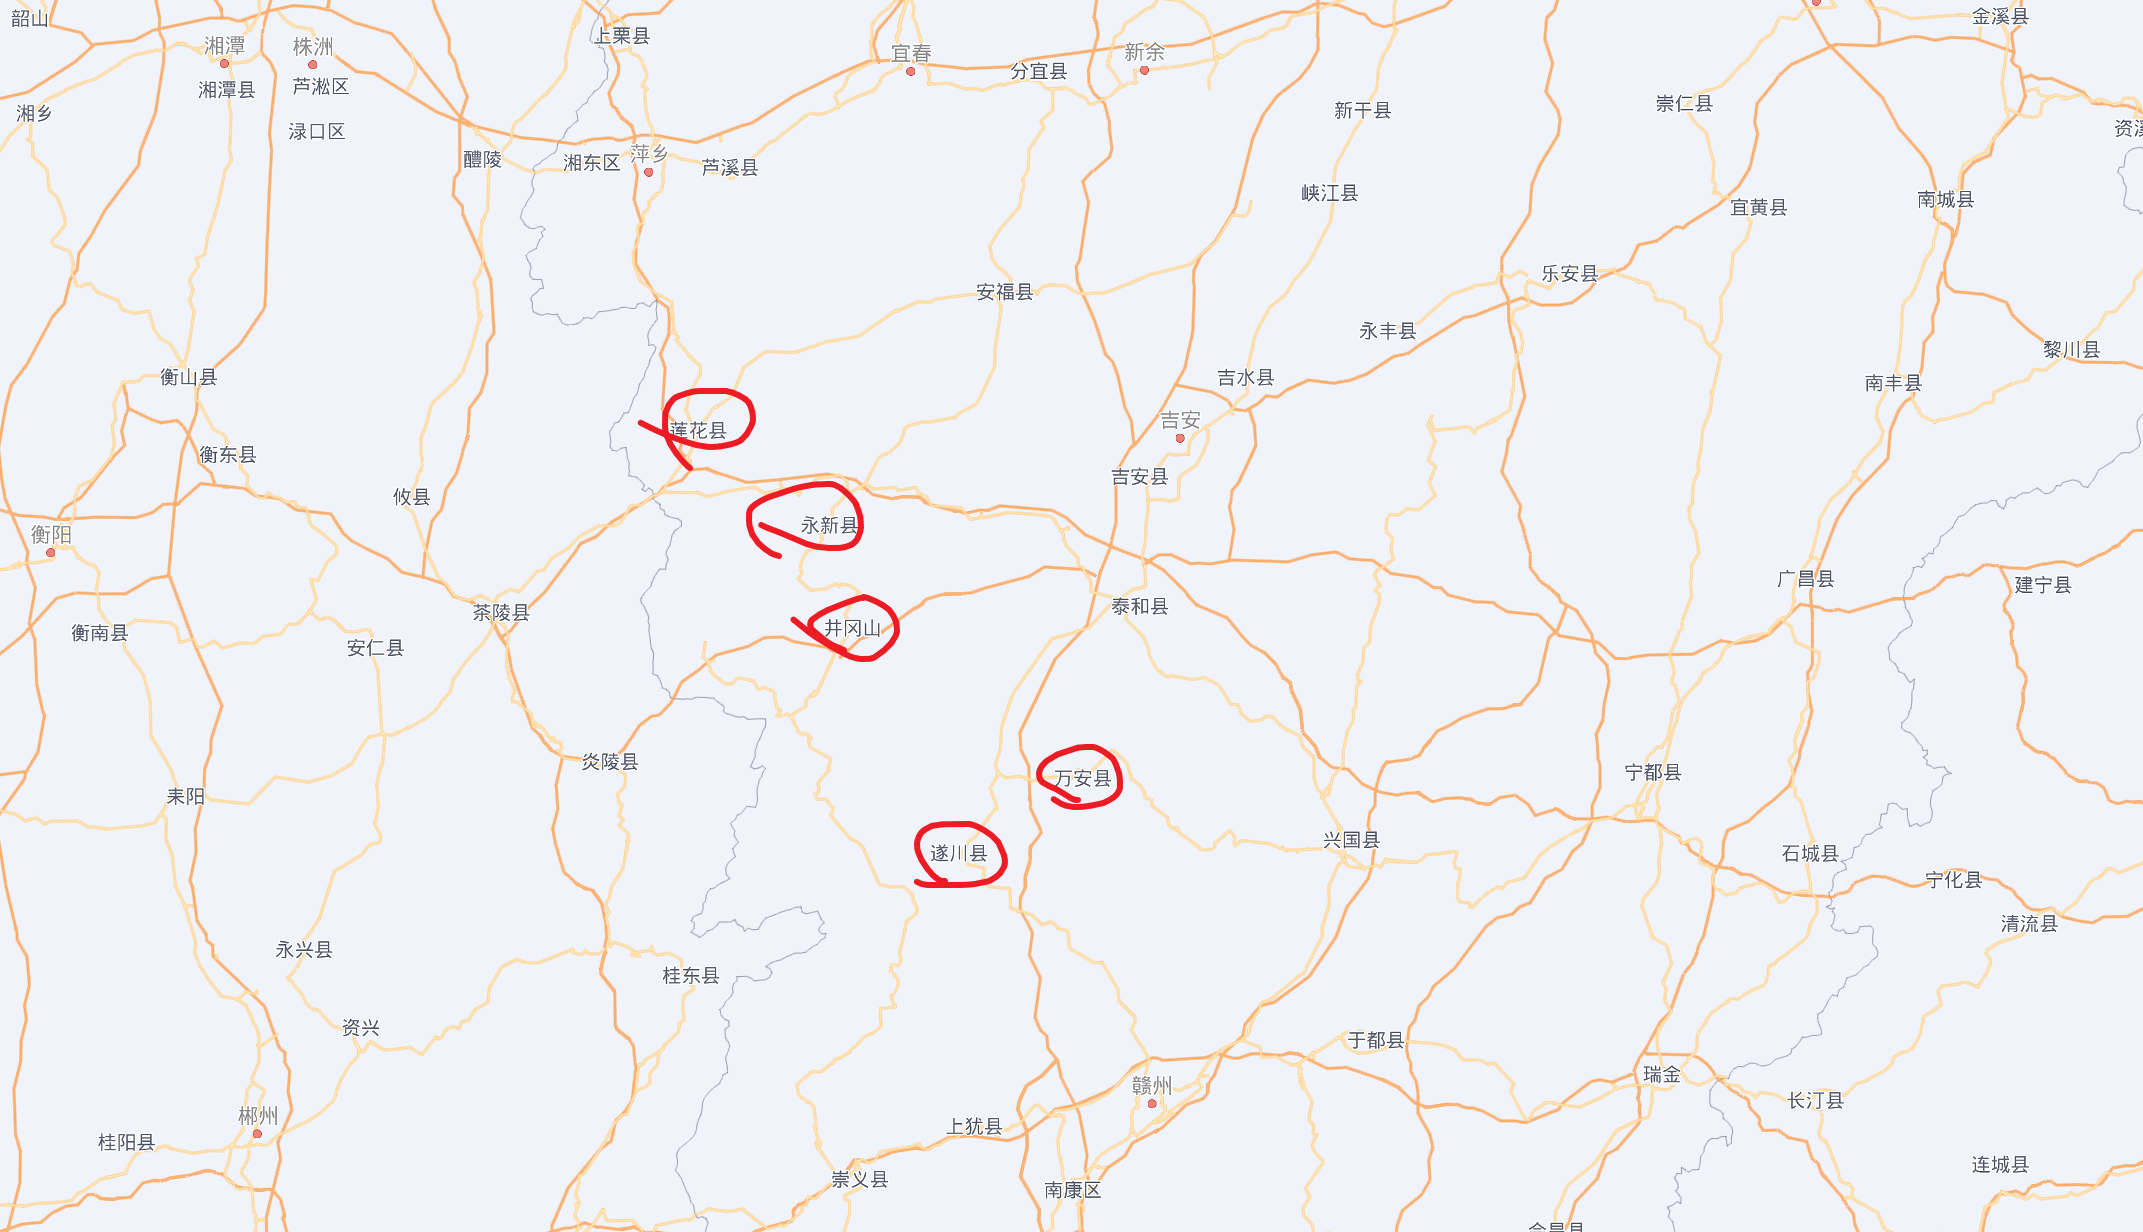 韶山
上栗县
金溪县
湘潭
株洲
宜春
新余
分宜县
湘潭县
芦淞区
湘乡
新干县
崇仁县
渌口区
资溪
醴陵
湘东区
萍乡
芦溪县
峡江县
宜黄县
南城县
安福县
乐安县
永丰县
黎川县
衡山县
吉水县
南丰县
吉安
莲花县
衡东县
吉安县
攸县
永新县
衡阳
广昌县
建宁县
茶陵县
泰和县
衡南县
井冈山
安仁县
炎陵县
万安县
宁都县
耒阳
兴国县
遂川县
石城县
宁化县
清流县
永兴县
桂东县
资兴
于都县
瑞金
赣州
长汀县
郴州
上犹县
桂阳县
连城县
崇义县
南康区
会昌县